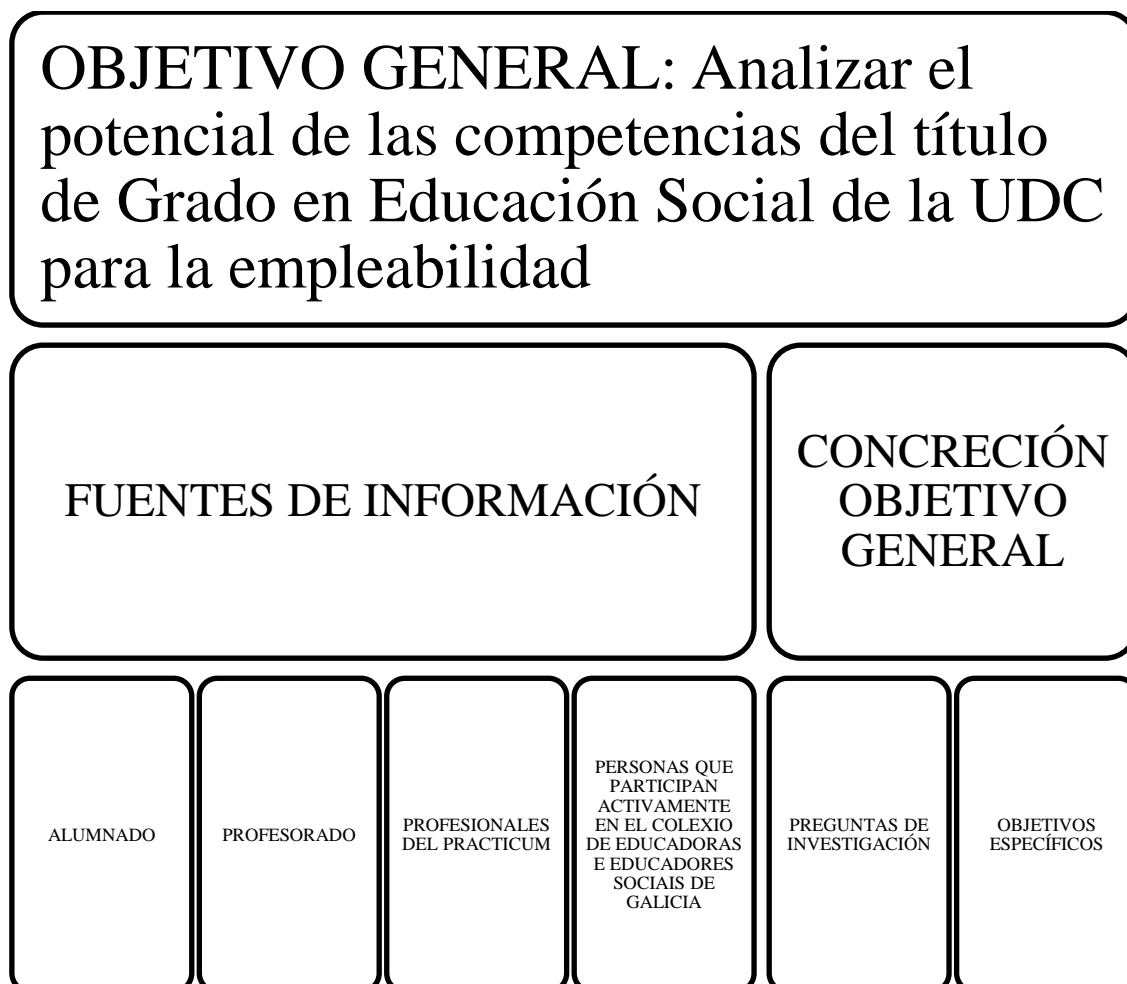 OBJETIVO GENERAL: Analizar el
potencial de las competencias del título
de Grado en Educación Social de la UDC
para la empleabilidad
FUENTES DE INFORMACIÓN
CONCRECIÓN
OBJETIVO
GENERAL
ALUMNADO
PROFESORADO
PROFESIONALES
DEL PRACTICUM
PERSONAS QUE
PARTICIPAN
ACTIVAMENTE
EN EL COLEXIO
DE EDUCADORAS
E EDUCADORES
SOCIAIS DE
GALICIA
PREGUNTAS DE
INVESTIGACIÓN
OBJETIVOS
ESPECÍFICOS